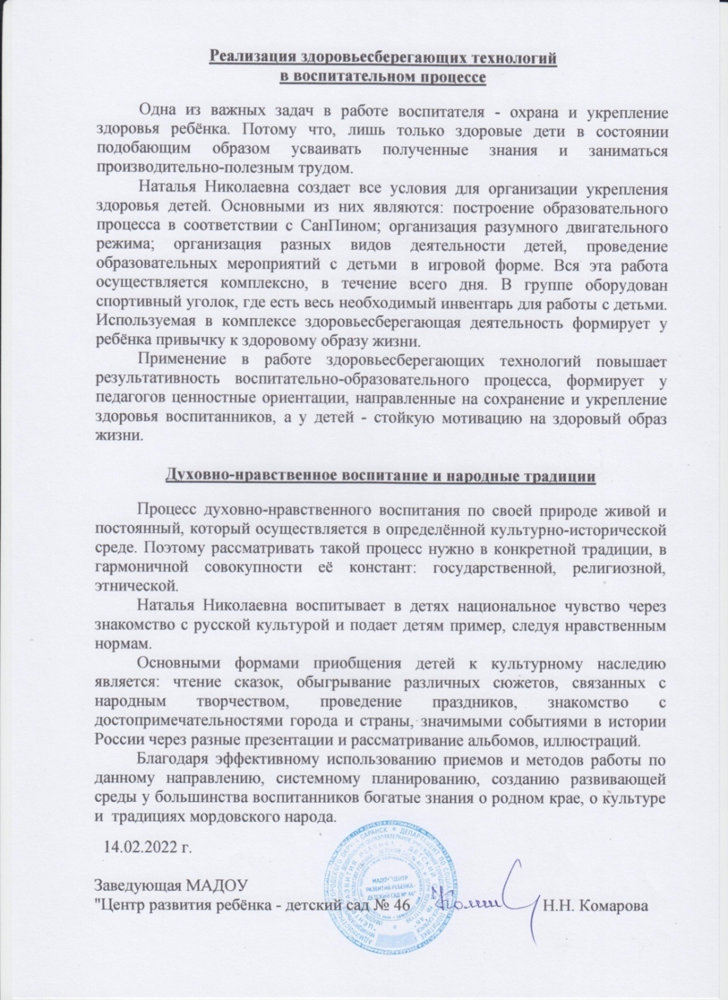 Реализация здоровьесберегающих технологий
в воспитательном процессе
Одна из важных задач в работе воспитателя - охрана и укрепление
здоровья ребёнка. Потому что, лишь только здоровые дети в состоянии
подобающим образом усваивать полученные знания и заниматься
производительно-полезным трудом.
Наталья Николаевна создает все условия для организации укрепления
здоровья детей. Основными из них являются: построение образовательного
процесса в соответствии с СанПином; организация разумного двигательного
режима; организация разных видов деятельности детей, проведение
образовательных мероприятий с детьми в игровой форме. Вся эта работа
осуществляется комплексно, в течение всего дня. В группе оборудован
спортивный уголок, где есть весь необходимый инвентарь для работы с детьми.
Используемая в комплексе здоровьесберегающая деятельность формирует у
ребёнка привычку к здоровому образу жизни.
Применение в работе здоровьесберегающих технологий повышает
результативность воспитательно-образовательного процесса, формирует у
педагогов ценностные ориентации, направленные на сохранение и укрепление
здоровья воспитанников, а у детей - стойкую мотивацию на здоровый образ
жизни.
Духовно-нравственное воспитание и народные традиции
Процесс духовно-нравственного воспитания по своей природе живой и
постоянный, который осуществляется в определённой культурно-исторической
среде. Поэтому рассматривать такой процесс нужно в конкретной традиции, в
гармоничной совокупности её констант: государственной, религиозной,
этнической.
Наталья Николаевна воспитывает в детях национальное чувство через
знакомство с русской культурой и подает детям пример, следуя нравственным
нормам.
Основными формами приобщения детей к культурному наследию
является: чтение сказок, обыгрывание различных сюжетов, связанных с
народным творчеством, проведение праздников, знакомство с
достопримечательностями города и страны, значимыми событиями в истории
России через разные презентации и рассматривание альбомов, иллюстраций.
Благодаря эффективному использованию приемов и методов работы по
данному направлению, системному планированию, созданию развивающей
среды у большинства воспитанников богатые знания о родном крае, о культуре
и традициях мордовского народа.
14.02.2022 г.
Заведующая МАДОУ
"Центр развития ребёнка - детский сад № 46
Н.Н. Комарова
МАДОУ "ЦЕНТР
РАЗВИТИЯ РЕБЕНКА -
ДЕТСКИЙ САД № 46"